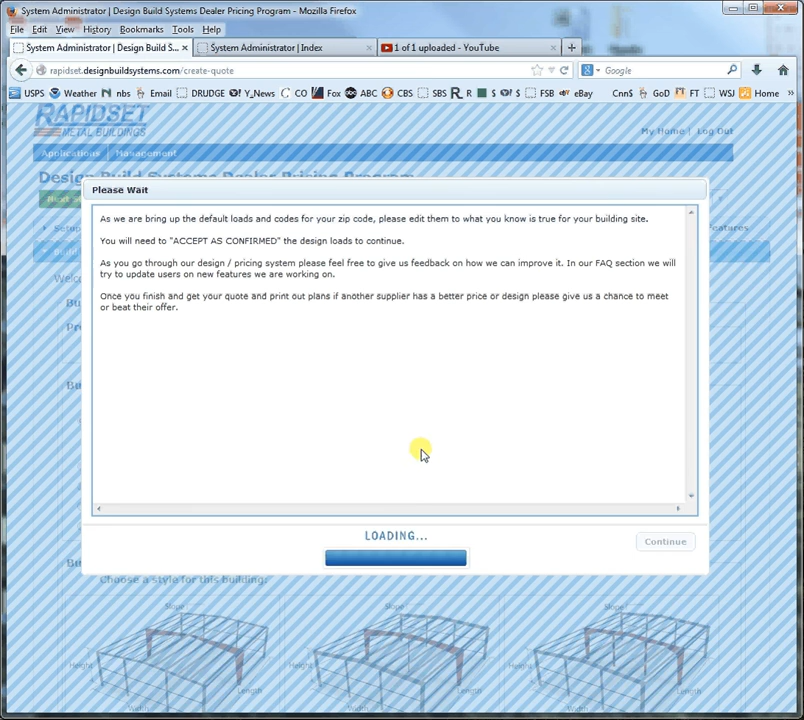 System Administrator | Design Build Systems Dealer Pricing Program - Mozilla Firefox
File Edit View History Bookmarks Tools Help
System Administrator | Design Build S... × System Administrator | Index × 1 of 1 uploaded - YouTube × +
rapidset.designbuildsystems.com/create-quote Google
USPS Weather nbs Email DRUDGE Y_News CO Fox ABC CBS SBS R $ $ FSB eBay CnnS GoD FT WSJ Home »
RAPIDSET
METAL BUILDINGS
My Home | Log Out
Applications Management
Design Build Systems Dealer Pricing Program
Please Wait
As we are bring up the default loads and codes for your zip code, please edit them to what you know is true for your building site.
You will need to "ACCEPT AS CONFIRMED" the design loads to continue.
As you go through our design / pricing system please feel free to give us feedback on how we can improve it. In our FAQ section we will
try to update users on new features we are working on.
Once you finish and get your quote and print out plans if another supplier has a better price or design please give us a chance to meet
or beat their offer.
LOADING...
Continue
Choose a style for this building:
Slope Slope Slope
Height Height Height
Length Length Length
Width Width Width